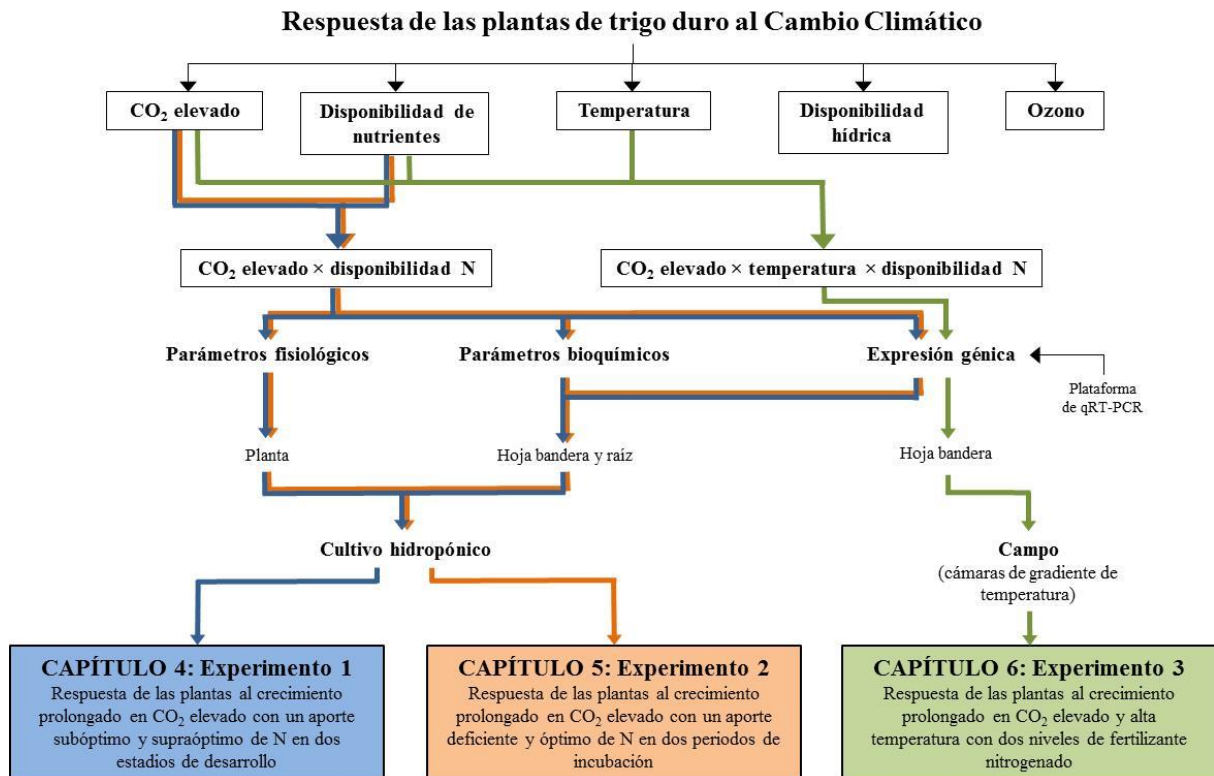 Respuesta de las plantas de trigo duro al Cambio Climático
CO₂ elevado
Disponibilidad de
nutrientes
Temperatura
Disponibilidad
hídrica
Ozono
CO₂ elevado × disponibilidad N
CO₂ elevado × temperatura × disponibilidad N
Parámetros fisiológicos
Parámetros bioquímicos
Expresión génica
Plataforma
de qRT-PCR
Planta
Hoja bandera y raíz
Hoja bandera
Cultivo hidropónico
Campo
(cámaras de gradiente de
temperatura)
CAPÍTULO 4: Experimento 1
Respuesta de las plantas al crecimiento
prolongado en CO₂ elevado con un aporte
subóptimo y supraóptimo de N en dos
estadios de desarrollo
CAPÍTULO 5: Experimento 2
Respuesta de las plantas al crecimiento
prolongado en CO₂ elevado con un aporte
deficiente y óptimo de N en dos periodos de
incubación
CAPÍTULO 6: Experimento 3
Respuesta de las plantas al crecimiento
prolongado en CO₂ elevado y alta
temperatura con dos niveles de fertilizante
nitrogenado